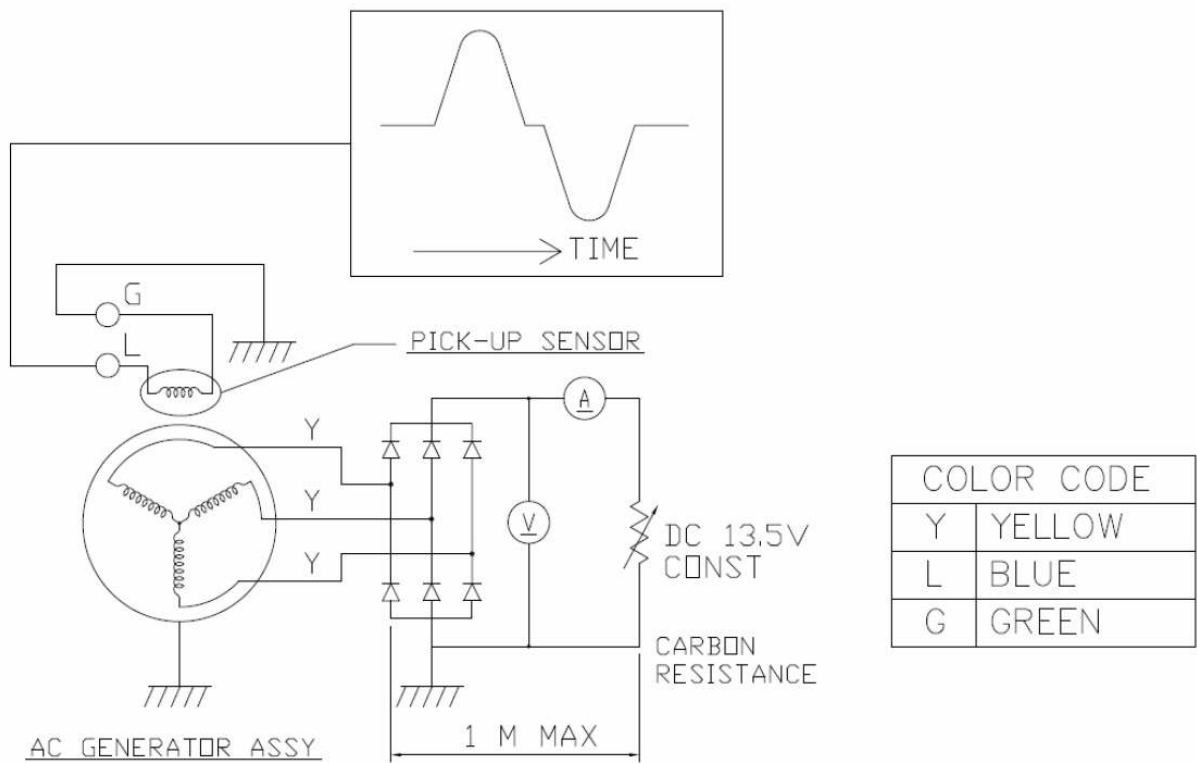 TIME
G
L
PICK-UP SENSOR
Y
A
Y
V
DC 13.5V
CONST
Y
CARBON
RESISTANCE
1 M MAX
AC GENERATOR ASSY
COLOR CODE
Y YELLOW
L BLUE
G GREEN